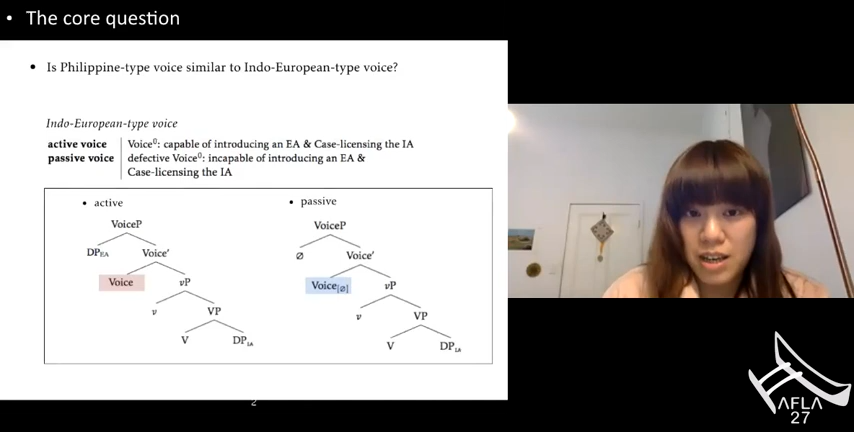 • The core question
• Is Philippine-type voice similar to Indo-European-type voice?
Indo-European-type voice
active voice Voice⁰: capable of introducing an EA & Case-licensing the IA
passive voice defective Voice⁰: incapable of introducing an EA &
Case-licensing the IA
• active
VoiceP
DP_EA Voice′
Voice vP
v VP
V DP_IA
• passive
VoiceP
∅ Voice′
Voice[∅] vP
v VP
V DP_IA
2
AFLA
27